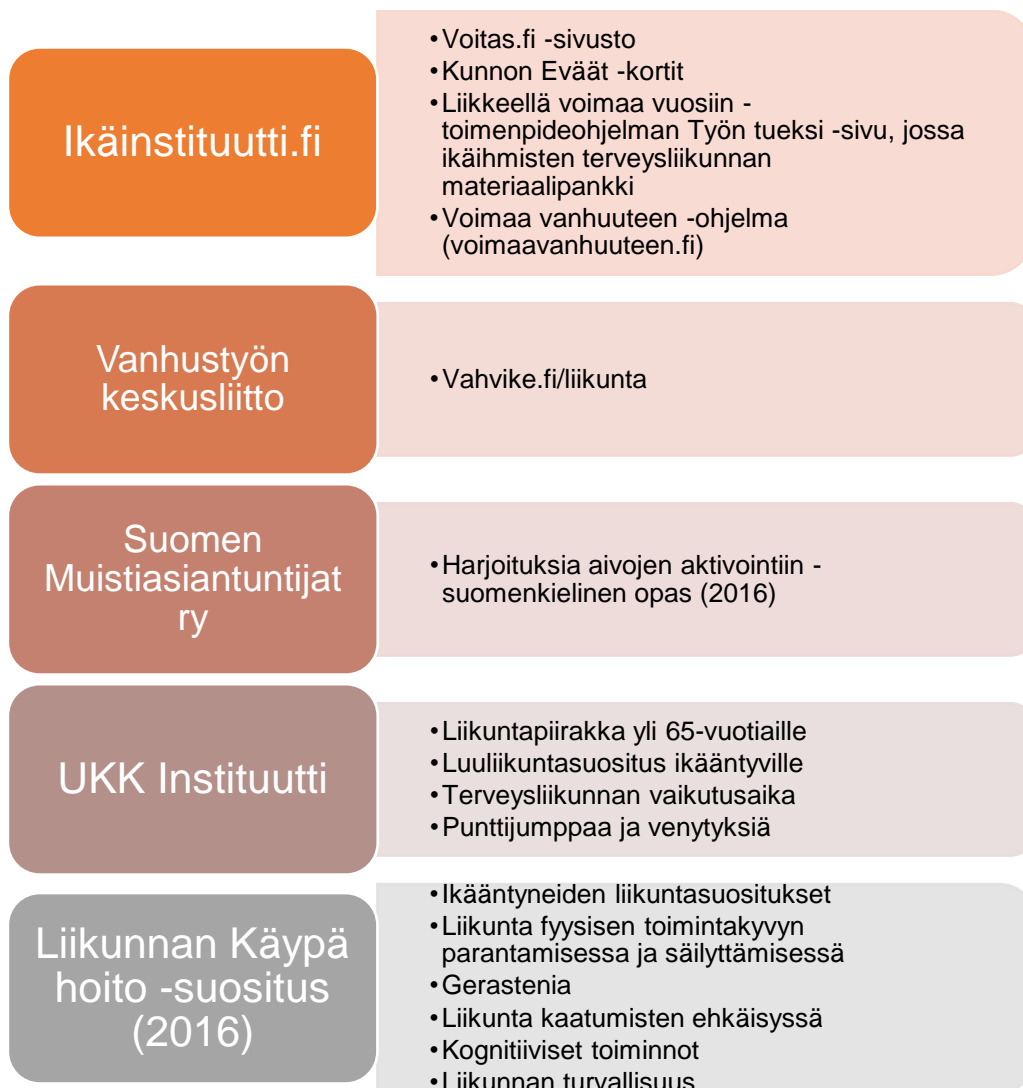 Ikäinstituutti.fi
•Voitas.fi -sivusto
•Kunnon Eväät -kortit
•Liikkeellä voimaa vuosiin -
toimenpideohjelman Työn tueksi -sivu, jossa
ikäihmisten terveysliikunnan
materiaalipankki
•Voimaa vanhuuteen -ohjelma
(voimaavanhuuteen.fi)
Vanhustyön
keskusliitto
•Vahvike.fi/liikunta
Suomen
Muistiasiantuntijat
ry
•Harjoituksia aivojen aktivointiin -
suomenkielinen opas (2016)
UKK Instituutti
•Liikuntapiirakka yli 65-vuotiaille
•Luuliikuntasuositus ikääntyville
•Terveysliikunnan vaikutusaika
•Punttijumppaa ja venytyksiä
Liikunnan Käypä
hoito -suositus
(2016)
•Ikääntyneiden liikuntasuositukset
•Liikunta fyysisen toimintakyvyn
parantamisessa ja säilyttämisessä
•Gerastenia
•Liikunta kaatumisten ehkäisyssä
•Kognitiiviset toiminnot
•Liikunnan turvallisuus